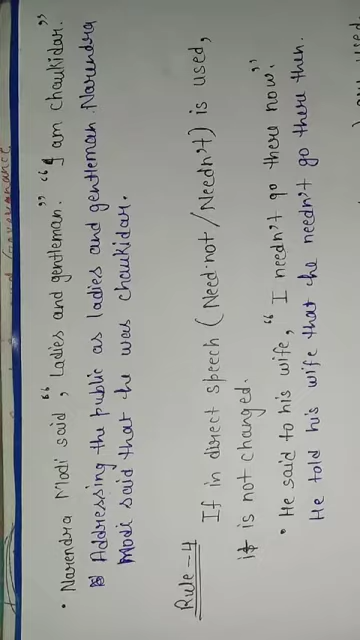 • Narendra Modi said, "Ladies and gentleman." "I am chaukidar."
Addressing the public as ladies and gentleman. Narendra
Modi said that he was chaukidar.
Rule-4 If in direct speech (Need not/Needn't) is used,
it is not changed.
• He said to his wife, "I needn't go there now."
He told his wife that he needn't go there then.